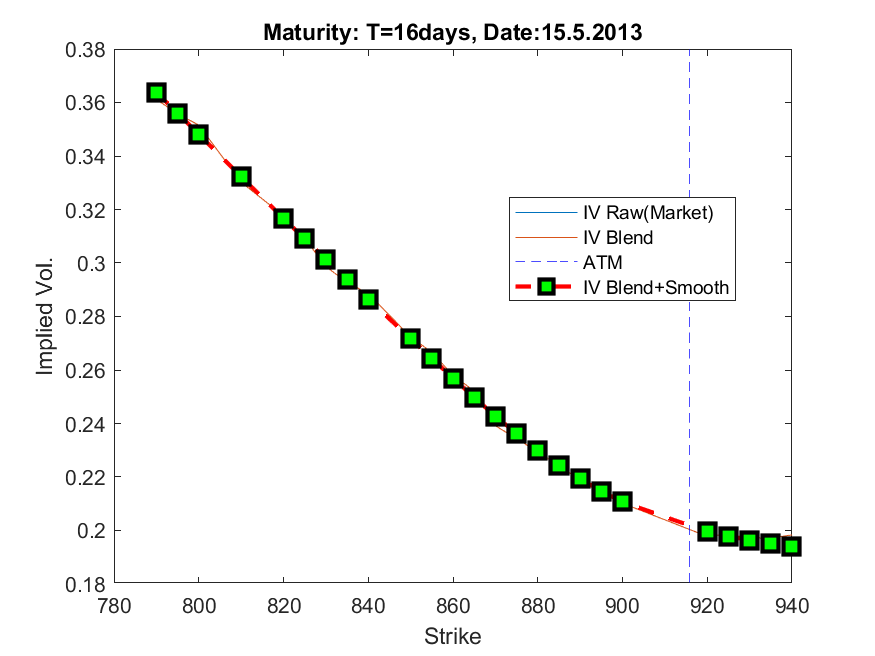 Maturity: T=16days, Date:15.5.2013
0.38
0.36
0.34
0.32
0.3
0.28
0.26
0.24
0.22
0.2
0.18
Implied Vol.
IV Raw(Market)
IV Blend
ATM
IV Blend+Smooth
780 800 820 840 860 880 900 920 940
Strike